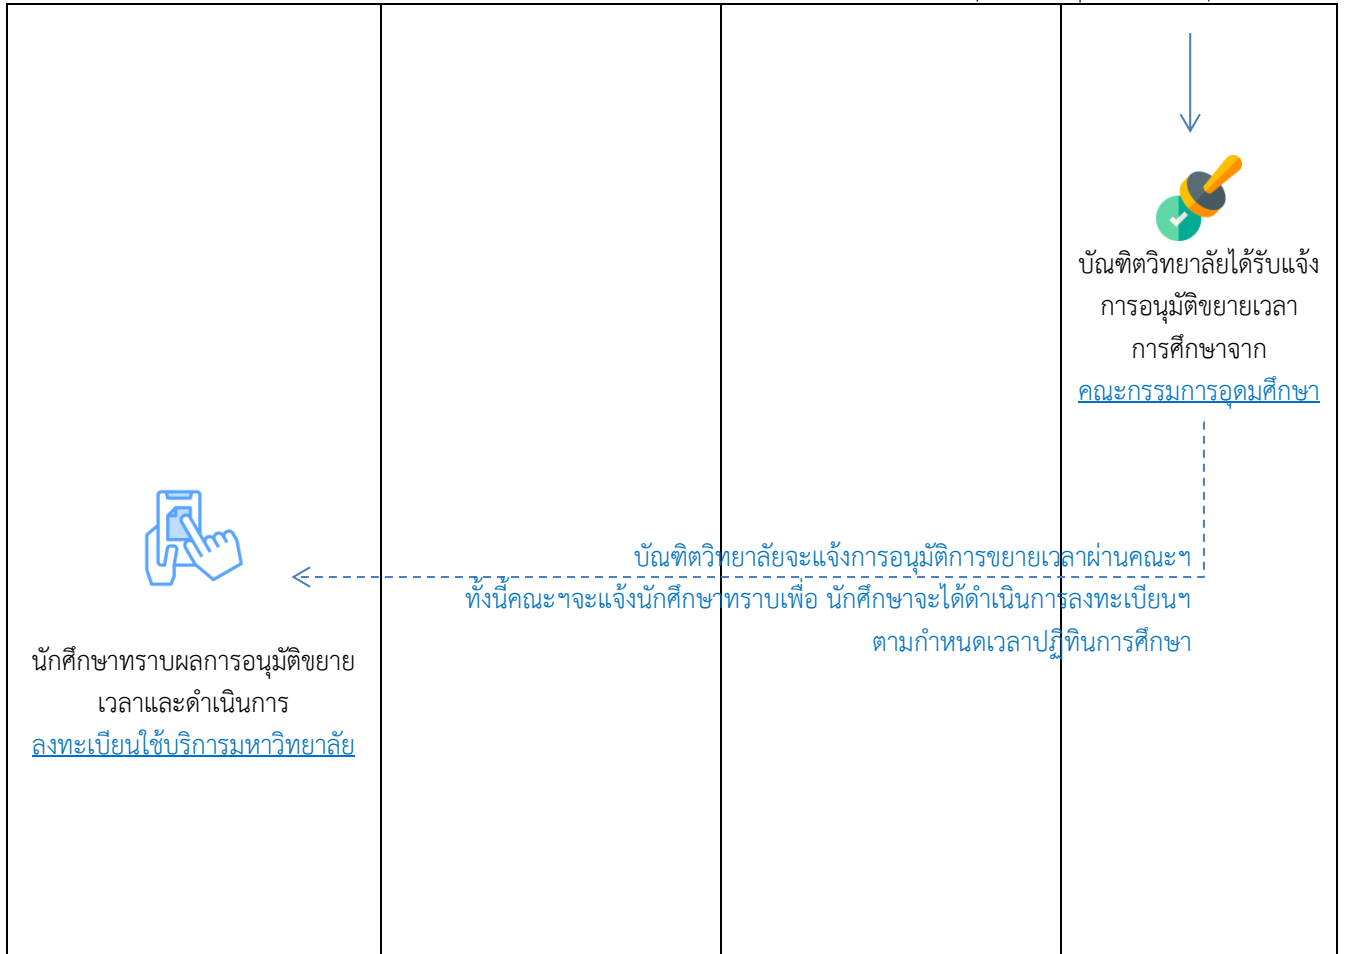 บัณฑิตวิทยาลัยได้รับแจ้ง
การอนุมัติขยายเวลา
การศึกษาจาก
คณะกรรมการอุดมศึกษา
บัณฑิตวิทยาลัยจะแจ้งการอนุมัติการขยายเวลาผ่านคณะฯ
ทั้งนี้คณะฯจะแจ้งนักศึกษาทราบเพื่อ นักศึกษาจะได้ดำเนินการลงทะเบียนฯ
ตามกำหนดเวลาปฏิทินการศึกษา
นักศึกษาทราบผลการอนุมัติขยาย
เวลาและดำเนินการ
ลงทะเบียนใช้บริการมหาวิทยาลัย